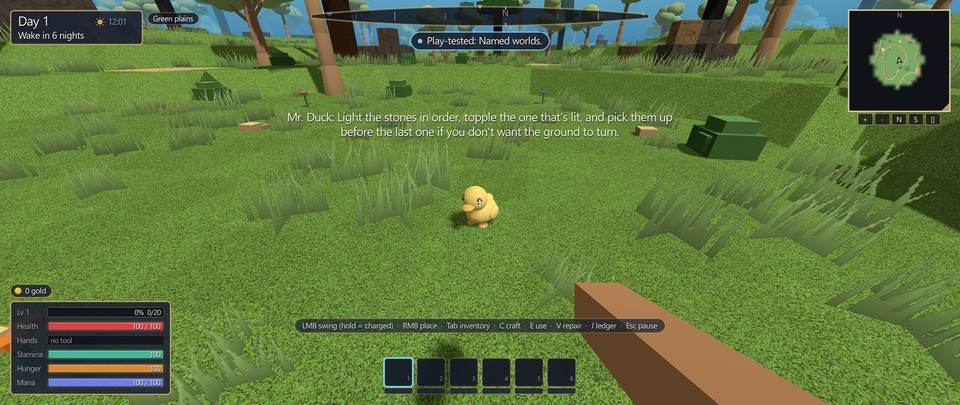 Day 1
12:01
Wake in 6 nights
Green plains
N
Play-tested: Named worlds.
N
Mr. Duck: Light the stones in order, topple the one that's lit, and pick them up
before the last one if you don't want the ground to turn.
+ - N S []
0 gold
Lv 1 0% 0/20
Health 100 / 100
Hands no tool
Stamina 100
Hunger 100
Mana 100 / 100
LMB swing (hold = charged) · RMB place · Tab inventory · C craft · E use · V repair · J ledger · Esc pause
1 2 3 4 5 6